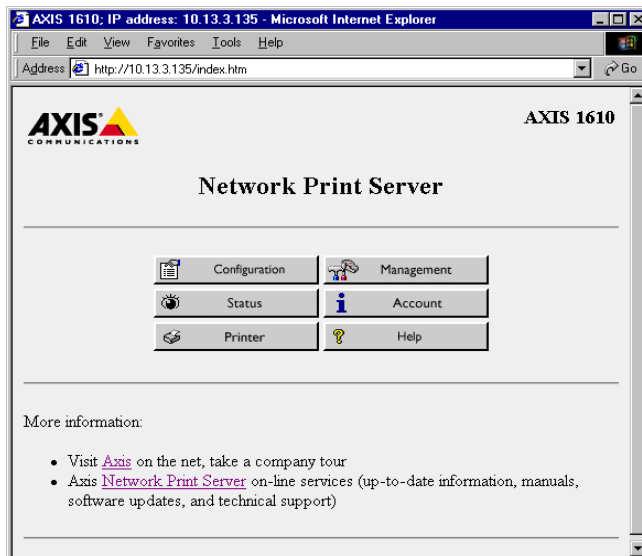 AXIS 1610; IP address: 10.13.3.135 - Microsoft Internet Explorer
File Edit View Favorites Tools Help
Address http://10.13.3.135/index.htm Go
AXIS
COMMUNICATIONS
AXIS 1610
Network Print Server
Configuration Management
Status Account
Printer Help
More information:
• Visit Axis on the net, take a company tour
• Axis Network Print Server on-line services (up-to-date information, manuals,
software updates, and technical support)